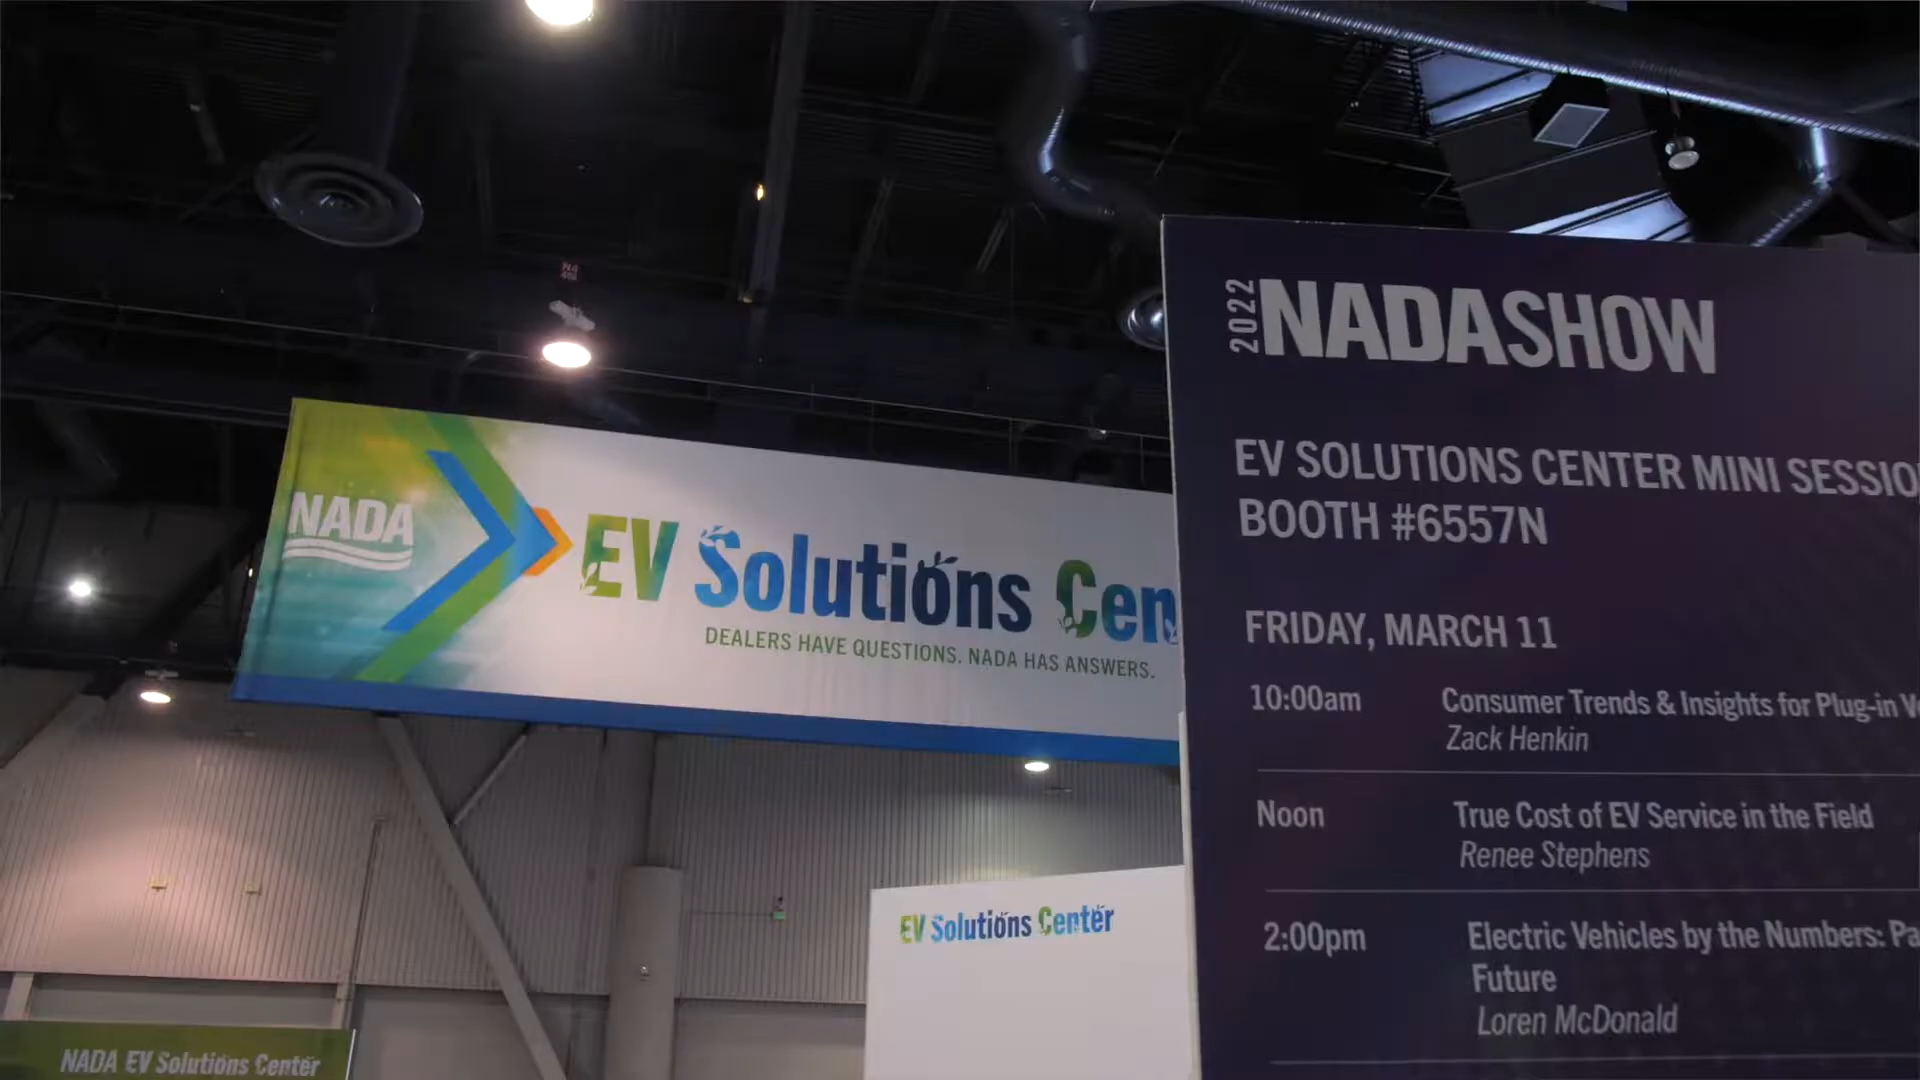 N4
NADA
EV Solutions Cen
DEALERS HAVE QUESTIONS. NADA HAS ANSWERS.
EV Solutions Center
NADA EV Solutions Center
2022 NADASHOW
EV SOLUTIONS CENTER MINI SESSIO
BOOTH #6557N
FRIDAY, MARCH 11
10:00am Consumer Trends & Insights for Plug-in V
Zack Henkin
Noon True Cost of EV Service in the Field
Renee Stephens
2:00pm Electric Vehicles by the Numbers: Pa
Future
Loren McDonald